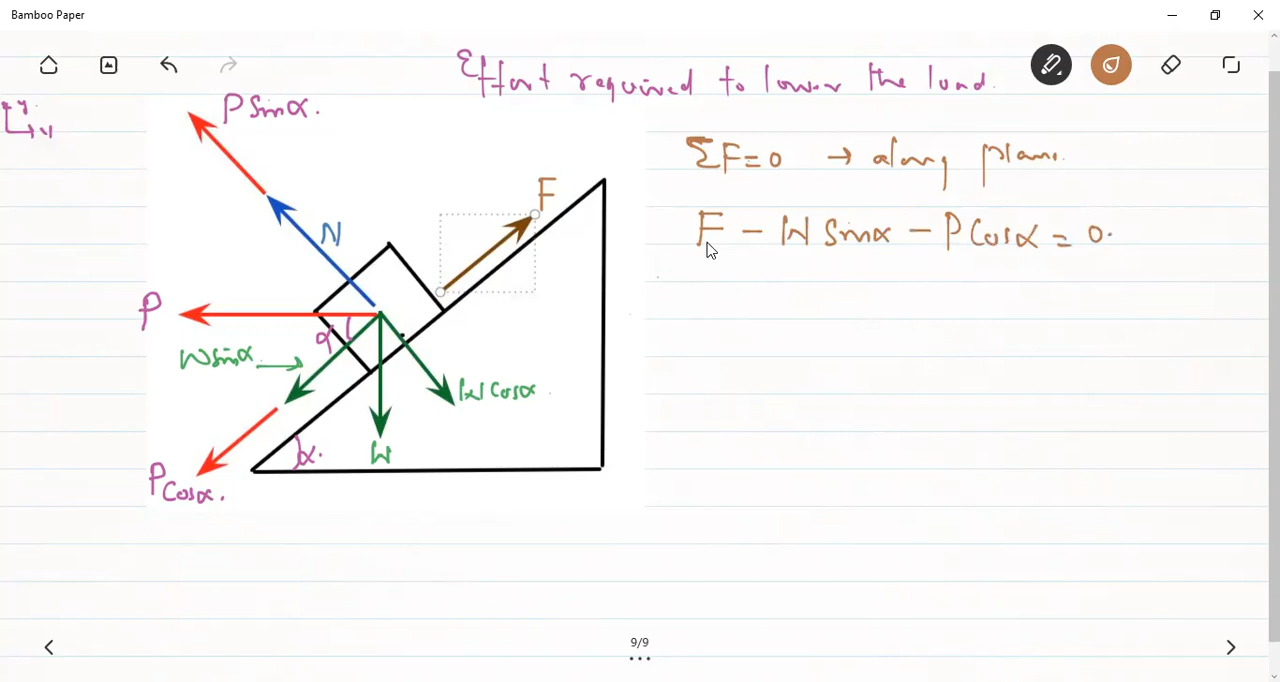 Bamboo Paper
Effort required to lower the load.
y
x
P Sinα.
ΣF=0 → along plane.
F
F - W Sinα - P Cosα = 0.
N
P
α
W Sinα
W Cosα
α.
W
P Cosα.
9/9